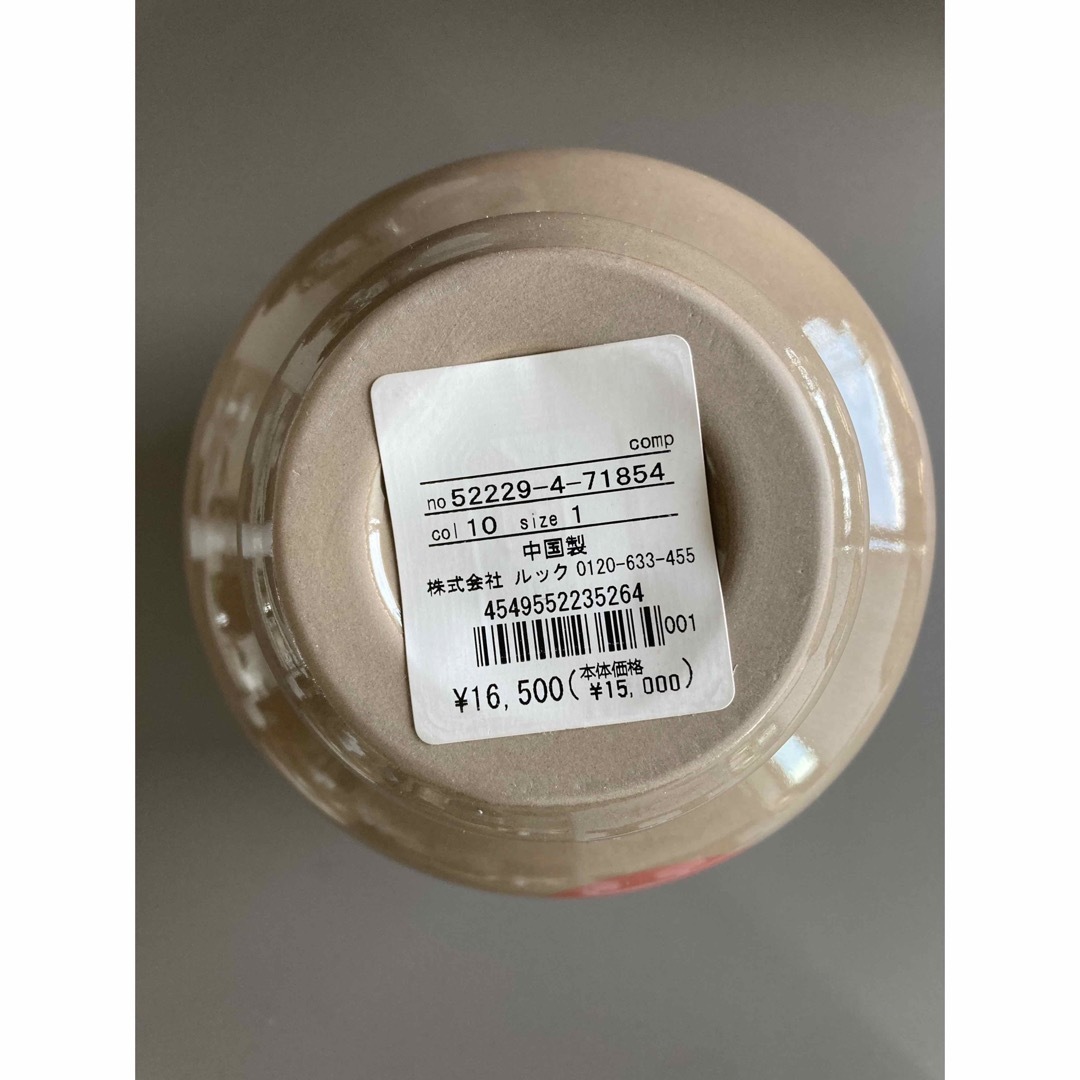 comp
no 52229-4-71854
col 10 size 1
中国製
株式会社 ルック 0120-633-455
4549552235264
001
¥16,500(本体価格 ¥15,000)